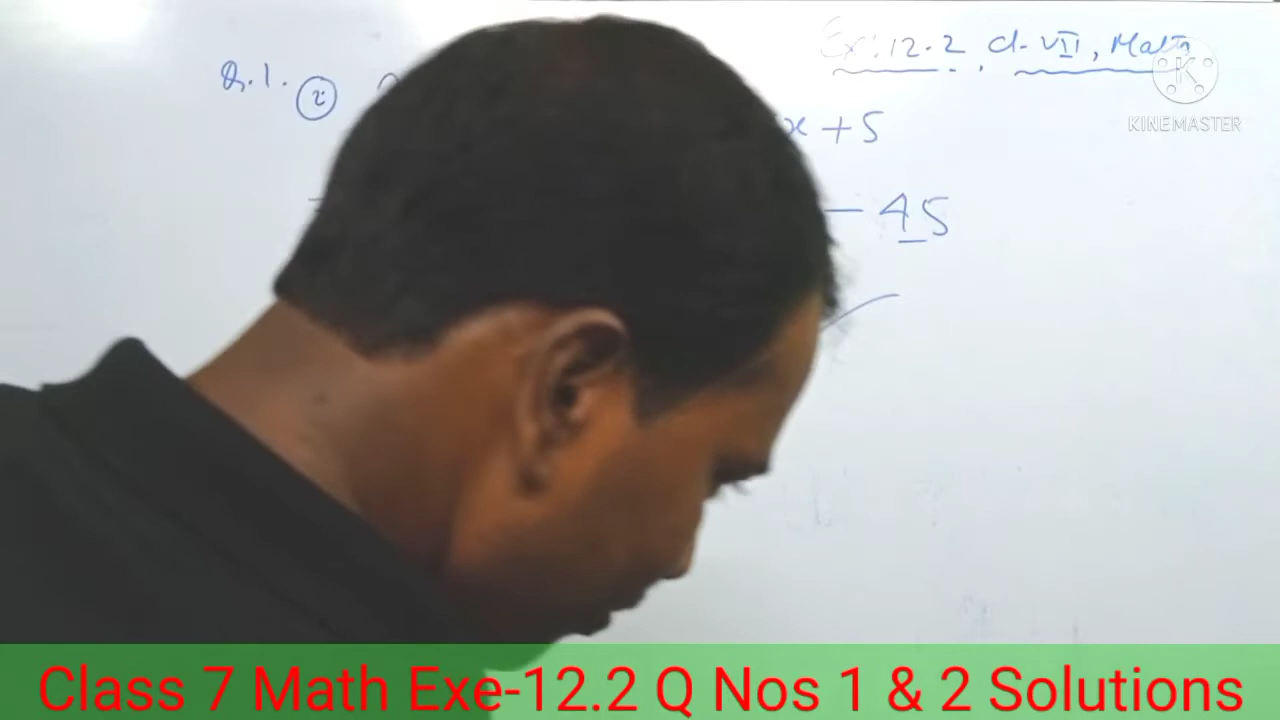 Ex: 12.2, cl-VII, Math
Q.1. (i)
x + 5
- 45
KINEMASTER
Class 7 Math Exe-12.2 Q Nos 1 & 2 Solutions